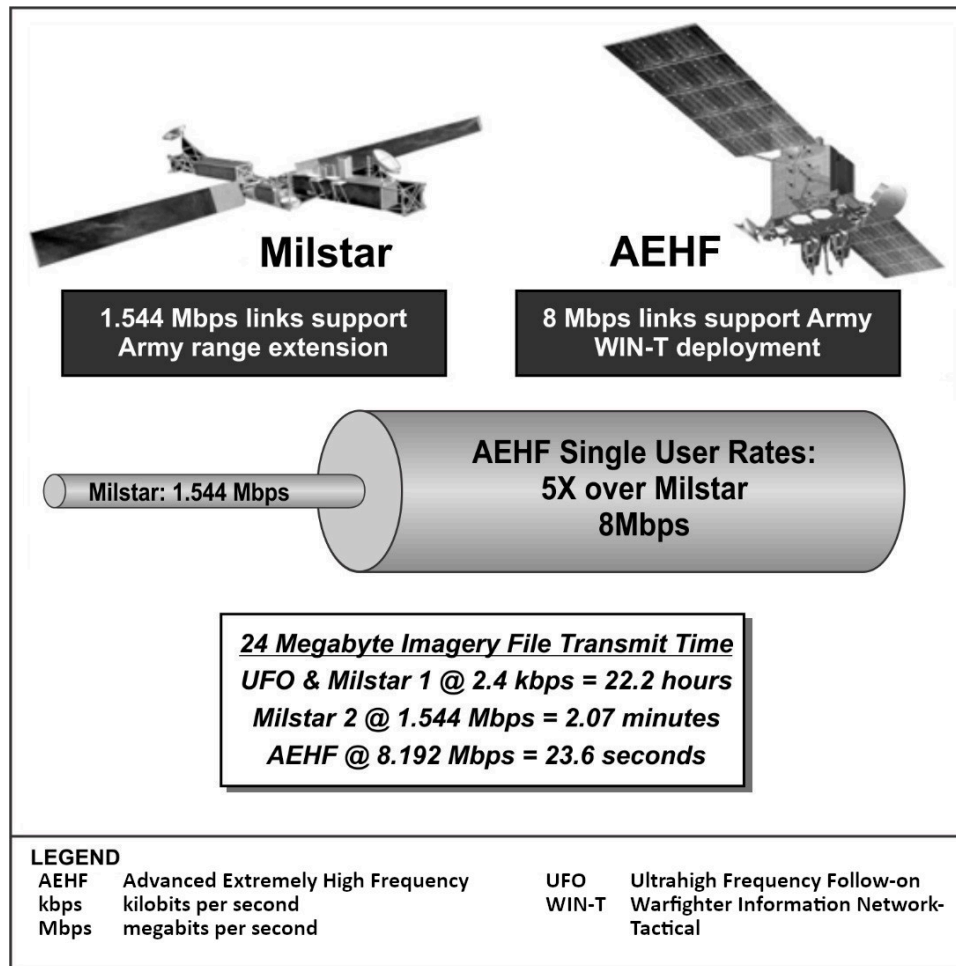 Milstar
AEHF
1.544 Mbps links support
Army range extension
8 Mbps links support Army
WIN-T deployment
Milstar: 1.544 Mbps
AEHF Single User Rates:
5X over Milstar
8Mbps
24 Megabyte Imagery File Transmit Time
UFO & Milstar 1 @ 2.4 kbps = 22.2 hours
Milstar 2 @ 1.544 Mbps = 2.07 minutes
AEHF @ 8.192 Mbps = 23.6 seconds
LEGEND
AEHF Advanced Extremely High Frequency
kbps kilobits per second
Mbps megabits per second
UFO Ultrahigh Frequency Follow-on
WIN-T Warfighter Information Network-
Tactical